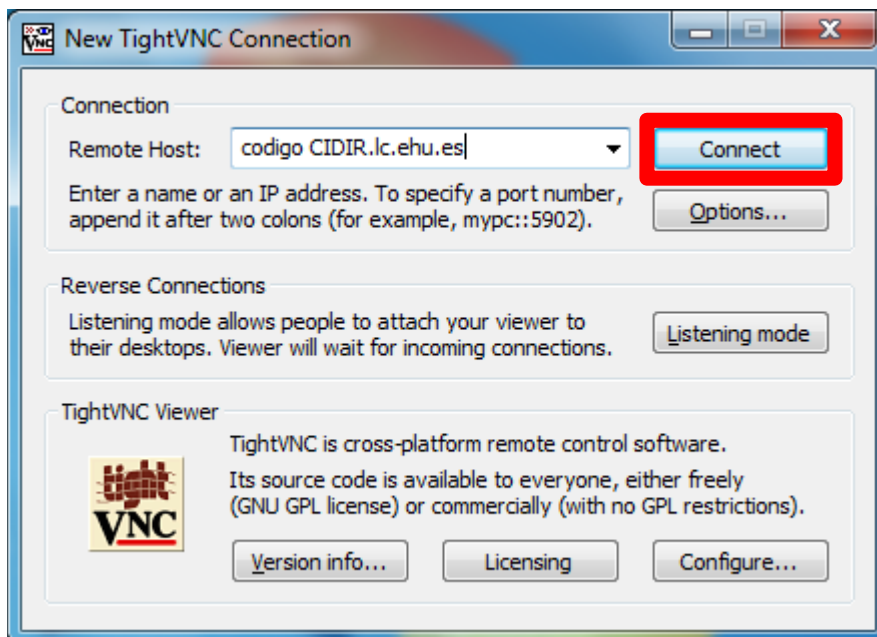 New TightVNC Connection
Connection
Remote Host:
codigo CIDIR.lc.ehu.es
Connect
Enter a name or an IP address. To specify a port number,
append it after two colons (for example, mypc::5902).
Options...
Reverse Connections
Listening mode allows people to attach your viewer to
their desktops. Viewer will wait for incoming connections.
Listening mode
TightVNC Viewer
TightVNC is cross-platform remote control software.
Its source code is available to everyone, either freely
(GNU GPL license) or commercially (with no GPL restrictions).
tight
VNC
Version info...
Licensing
Configure...